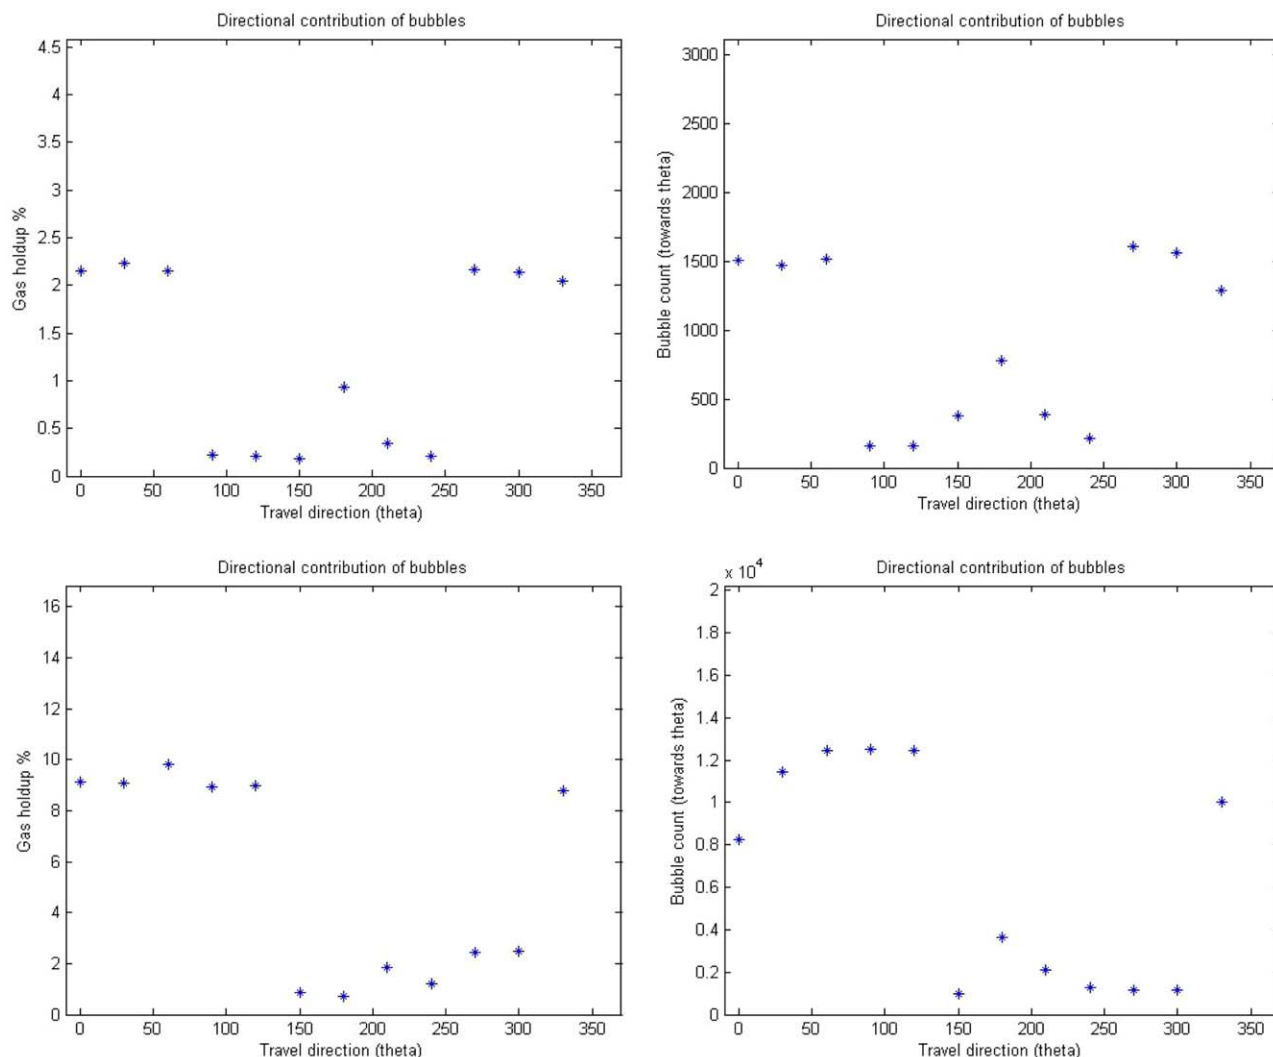 Directional contribution of bubbles
4.5
4
3.5
3
2.5
2
1.5
1
0.5
0
Gas holdup %
0 50 100 150 200 250 300 350
Travel direction (theta)
Directional contribution of bubbles
3000
2500
2000
1500
1000
500
0
Bubble count (towards theta)
0 50 100 150 200 250 300 350
Travel direction (theta)
Directional contribution of bubbles
16
14
12
10
8
6
4
2
0
Gas holdup %
0 50 100 150 200 250 300 350
Travel direction (theta)
x 10^4
Directional contribution of bubbles
2
1.8
1.6
1.4
1.2
1
0.8
0.6
0.4
0.2
0
Bubble count (towards theta)
0 50 100 150 200 250 300 350
Travel direction (theta)